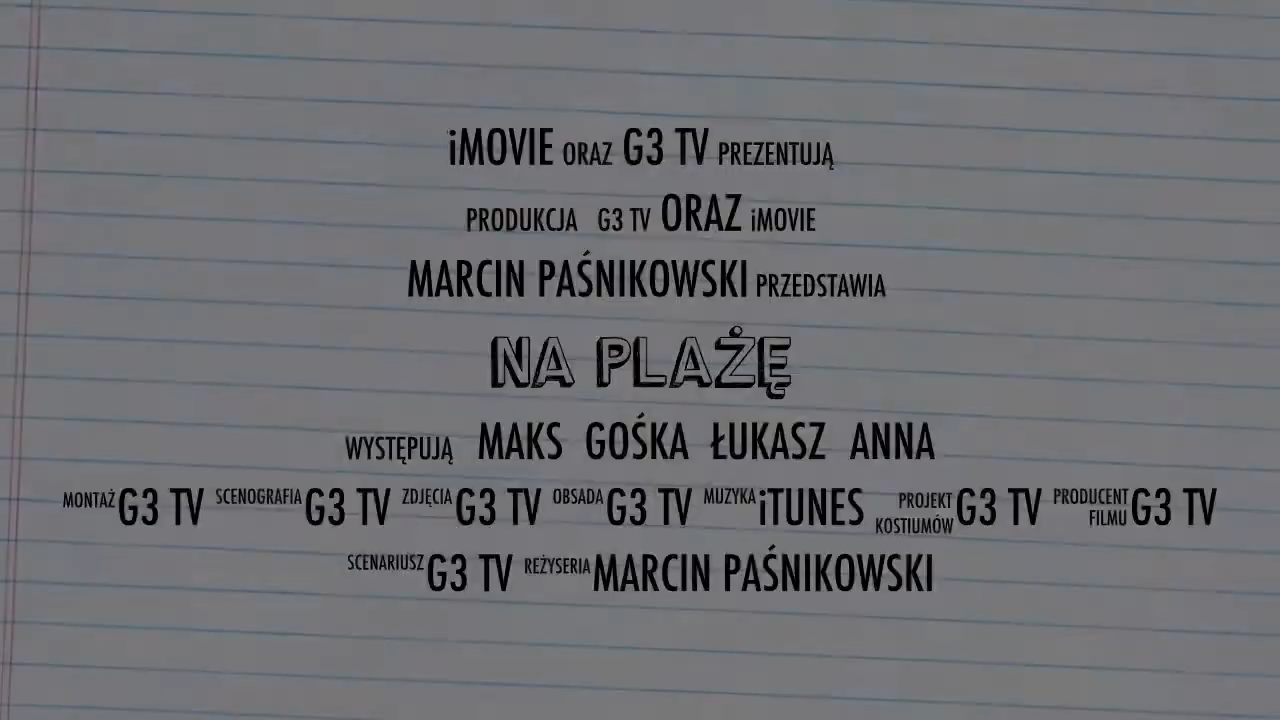 iMOVIE ORAZ G3 TV PREZENTUJĄ
PRODUKCJA G3 TV ORAZ iMOVIE
MARCIN PAŚNIKOWSKI PRZEDSTAWIA
NA PLAŻĘ
WYSTĘPUJĄ MAKS GOŚKA ŁUKASZ ANNA
MONTAŻ G3 TV SCENOGRAFIA G3 TV ZDJĘCIA G3 TV OBSADA G3 TV MUZYKA iTUNES PROJEKT KOSTIUMÓW G3 TV PRODUCENT FILMU G3 TV
SCENARIUSZ G3 TV REŻYSERIA MARCIN PAŚNIKOWSKI